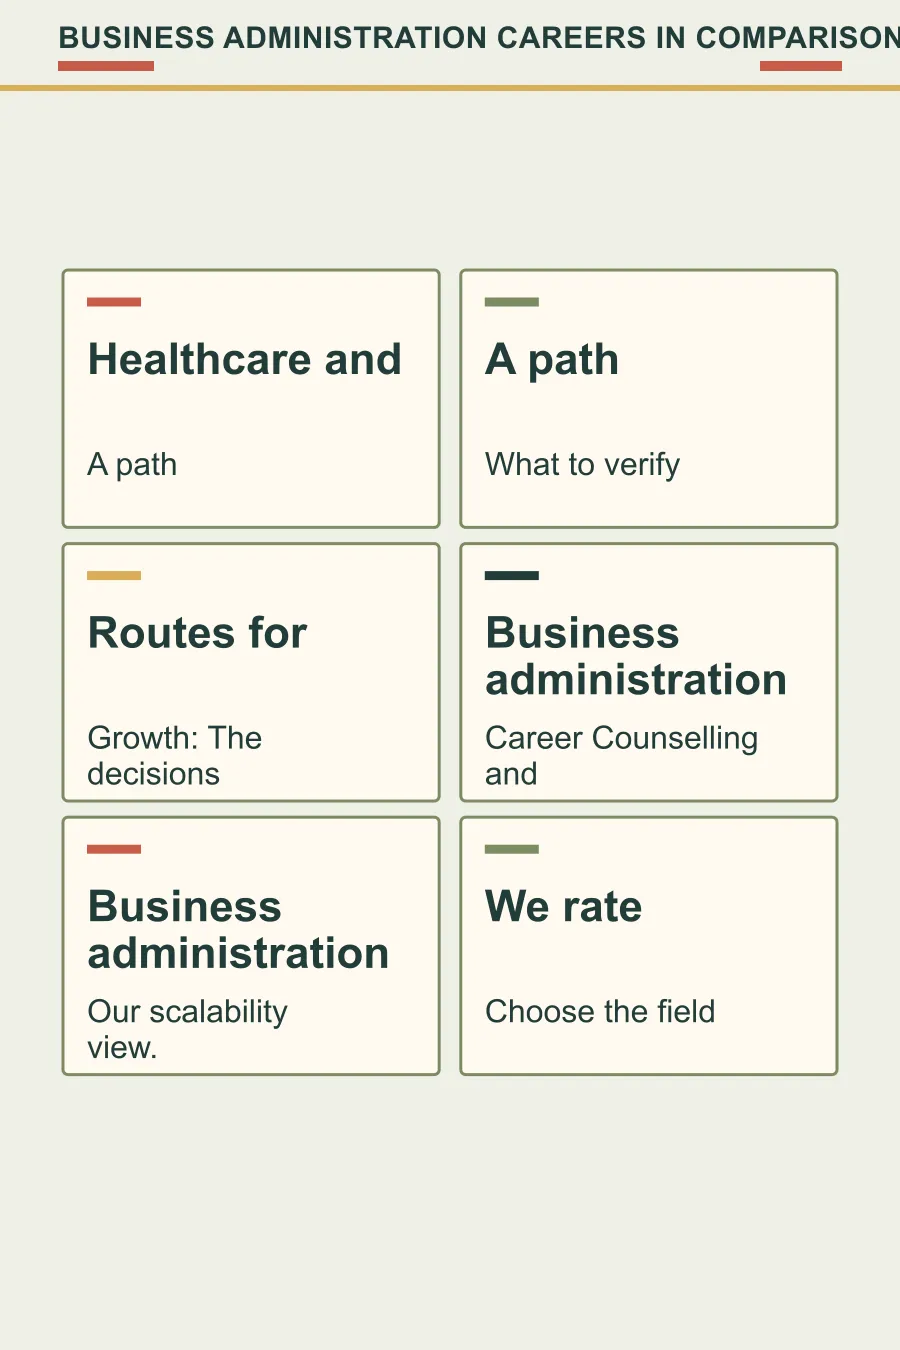 BUSINESS ADMINISTRATION CAREERS IN COMPARISON
Healthcare and
A path
A path
What to verify
Routes for
Growth: The
decisions
Business
administration
Career Counselling
and
Business
administration
Our scalability
view.
We rate
Choose the field